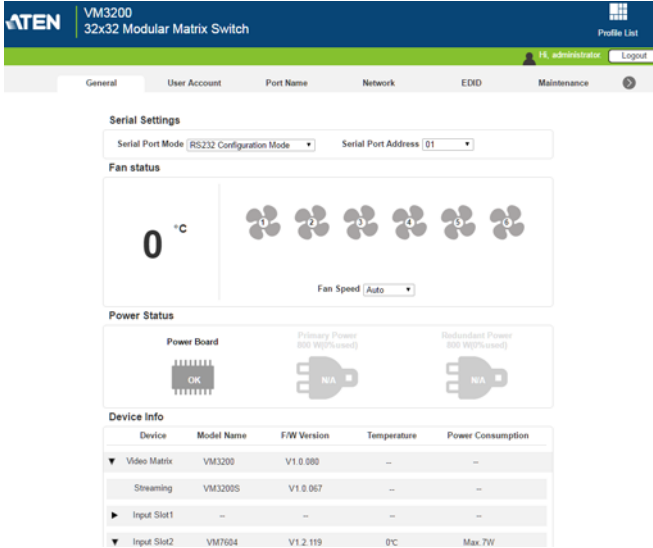 ATEN
VM3200
32x32 Modular Matrix Switch
Profile List
Hi, administrator
Logout
General User Account Port Name Network EDID Maintenance
Serial Settings
Serial Port Mode RS232 Configuration Mode Serial Port Address 01
Fan status
0 °C
1 2 3 4 5 6
Fan Speed Auto
Power Status
Power Board Primary Power Redundant Power
800 W(0%used) 800 W(0%used)
OK N/A N/A
Device Info
Device Model Name F/W Version Temperature Power Consumption
Video Matrix VM3200 V1.0.080 -- --
Streaming VM3200S V1.0.067 -- --
Input Slot1 -- -- -- --
Input Slot2 VM7604 V1.2.119 0°C Max.7W